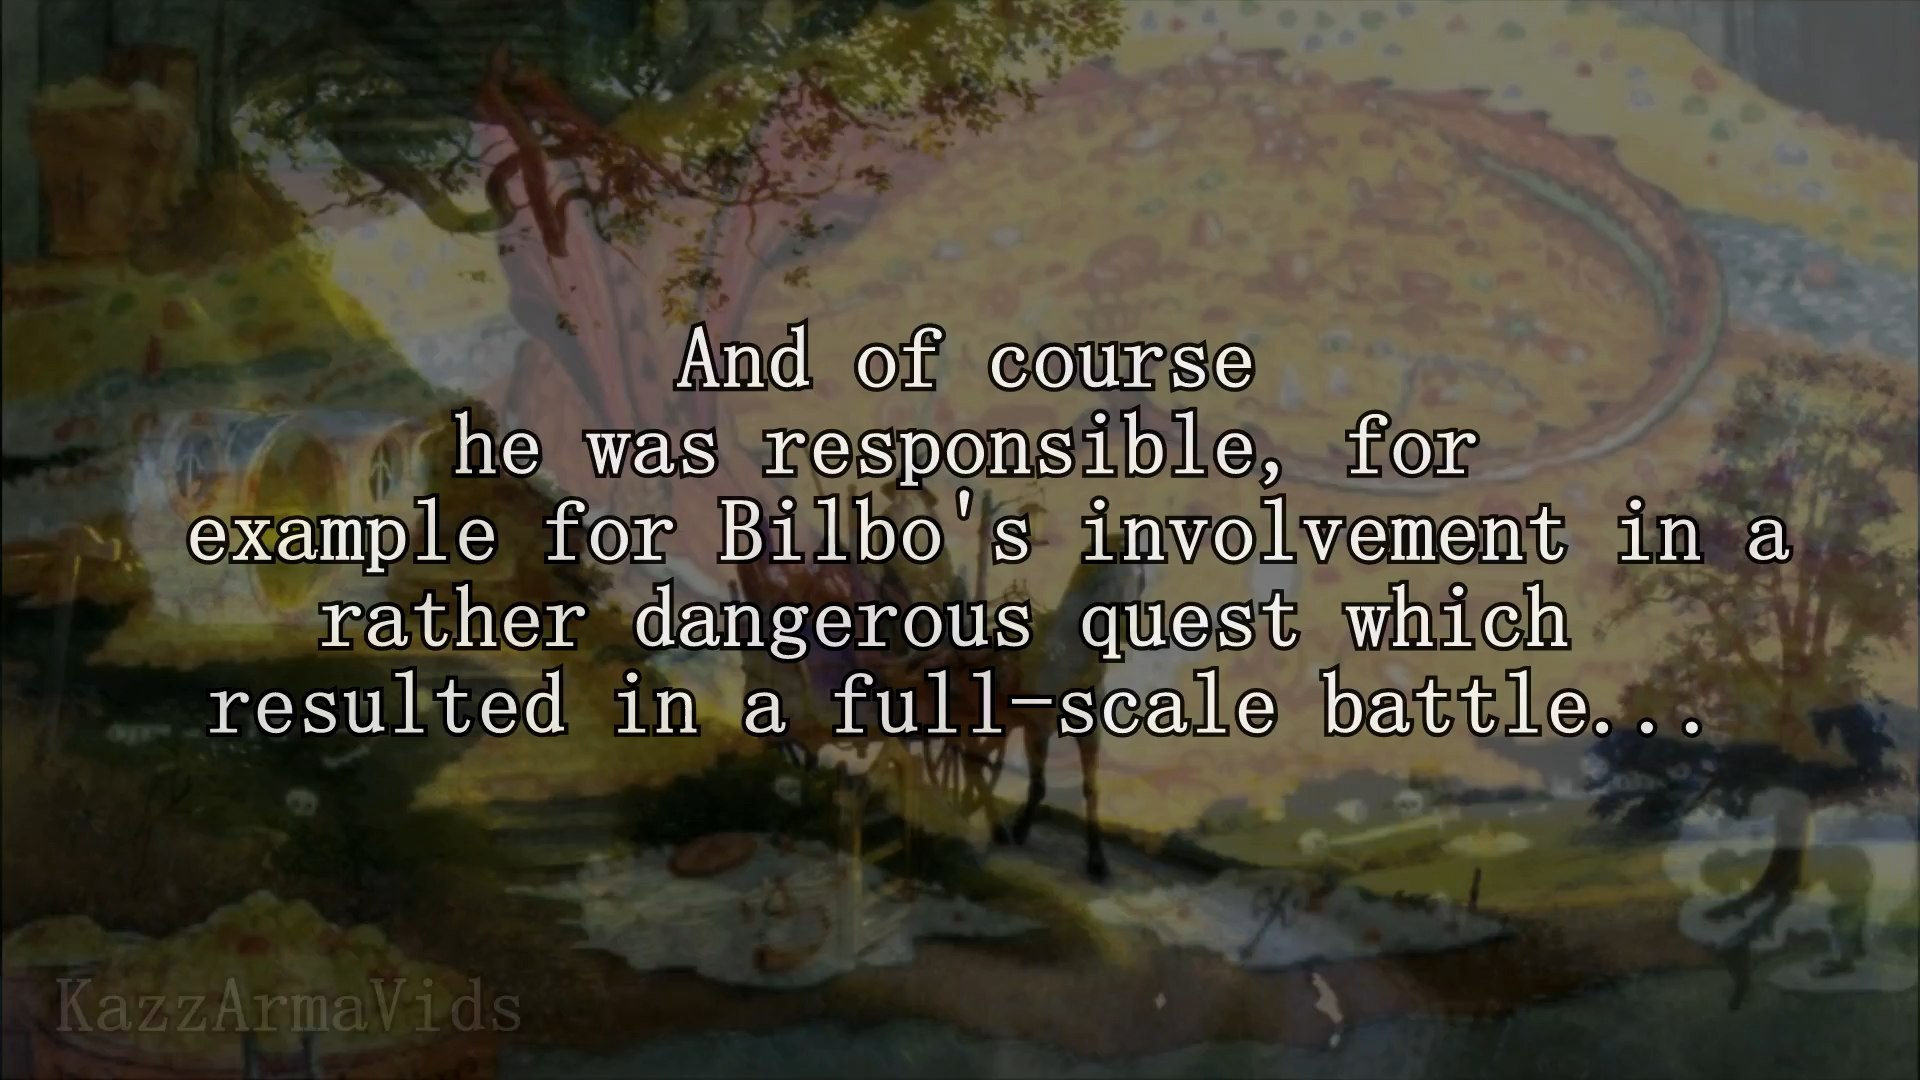 And of course
he was responsible, for
example for Bilbo's involvement in a
rather dangerous quest which
resulted in a full-scale battle...
KazzArmaVids